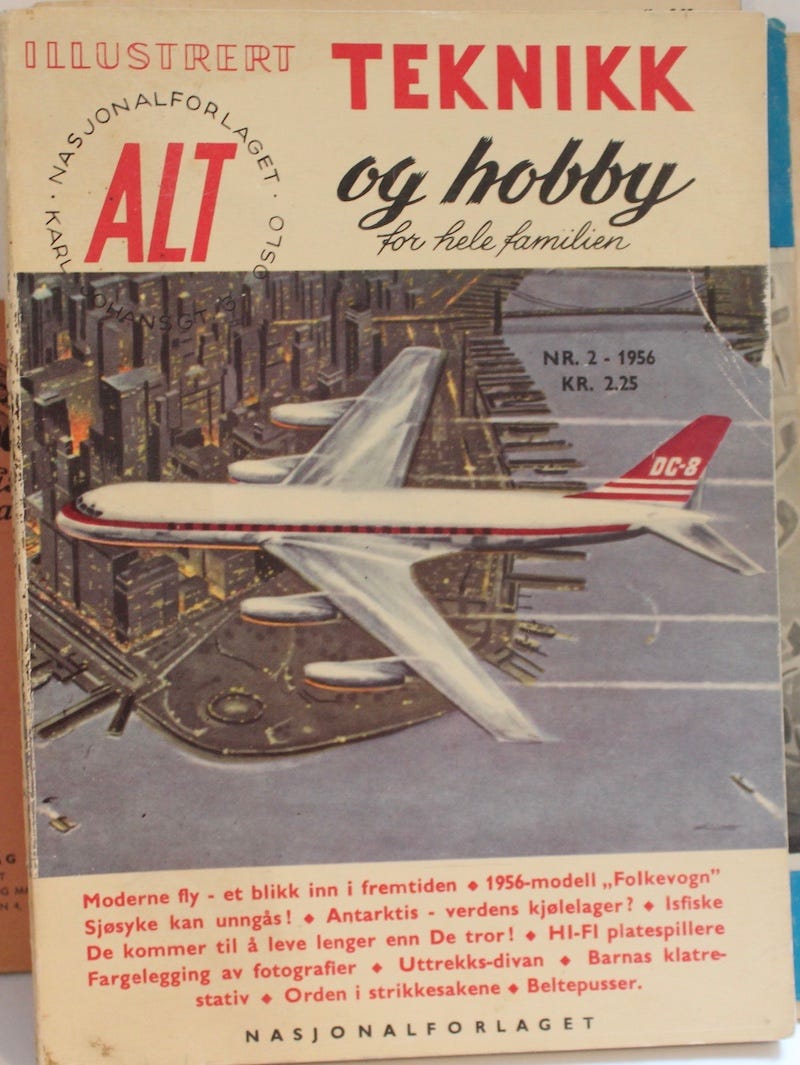 ILLUSTRERT
TEKNIKK
· NASJONALFORLAGET ·
ALT
KARL JOHANSGT. OSLO
og hobby
for hele familien
NR. 2 - 1956
KR. 2.25
DC-8
Moderne fly - et blikk inn i fremtiden ◆ 1956-modell „Folkevogn”
Sjøsyke kan unngås! ◆ Antarktis - verdens kjølelager? ◆ Isfiske
De kommer til å leve lenger enn De tror! ◆ HI-FI platespillere
Fargelegging av fotografier ◆ Uttrekks-divan ◆ Barnas klatre-
stativ ◆ Orden i strikkesakene ◆ Beltepusser.
NASJONALFORLAGET